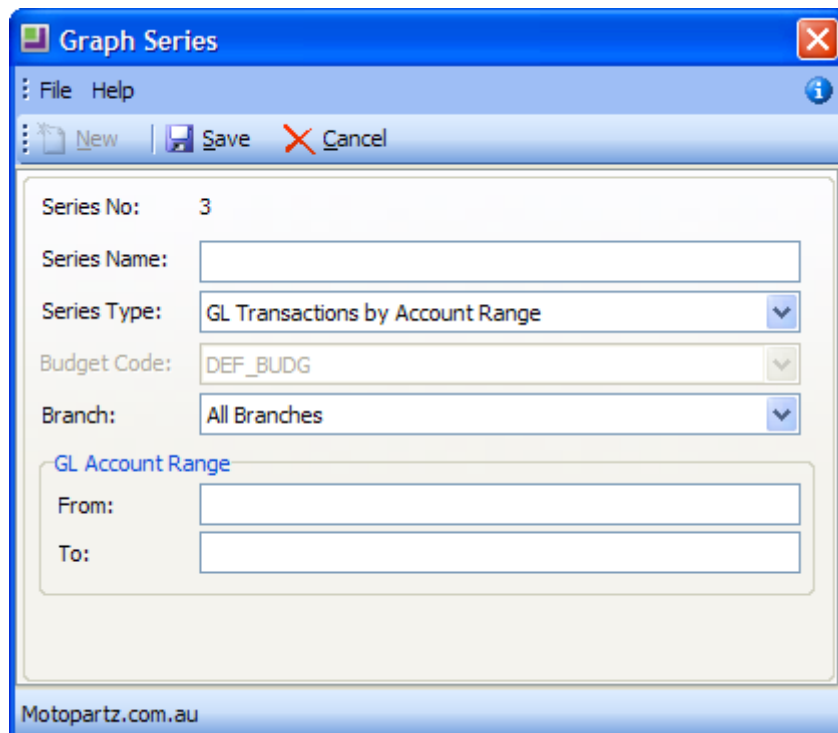 Graph Series
File Help
New Save Cancel
Series No: 3
Series Name:
Series Type: GL Transactions by Account Range
Budget Code: DEF_BUDG
Branch: All Branches
GL Account Range
From:
To:
Motopartz.com.au